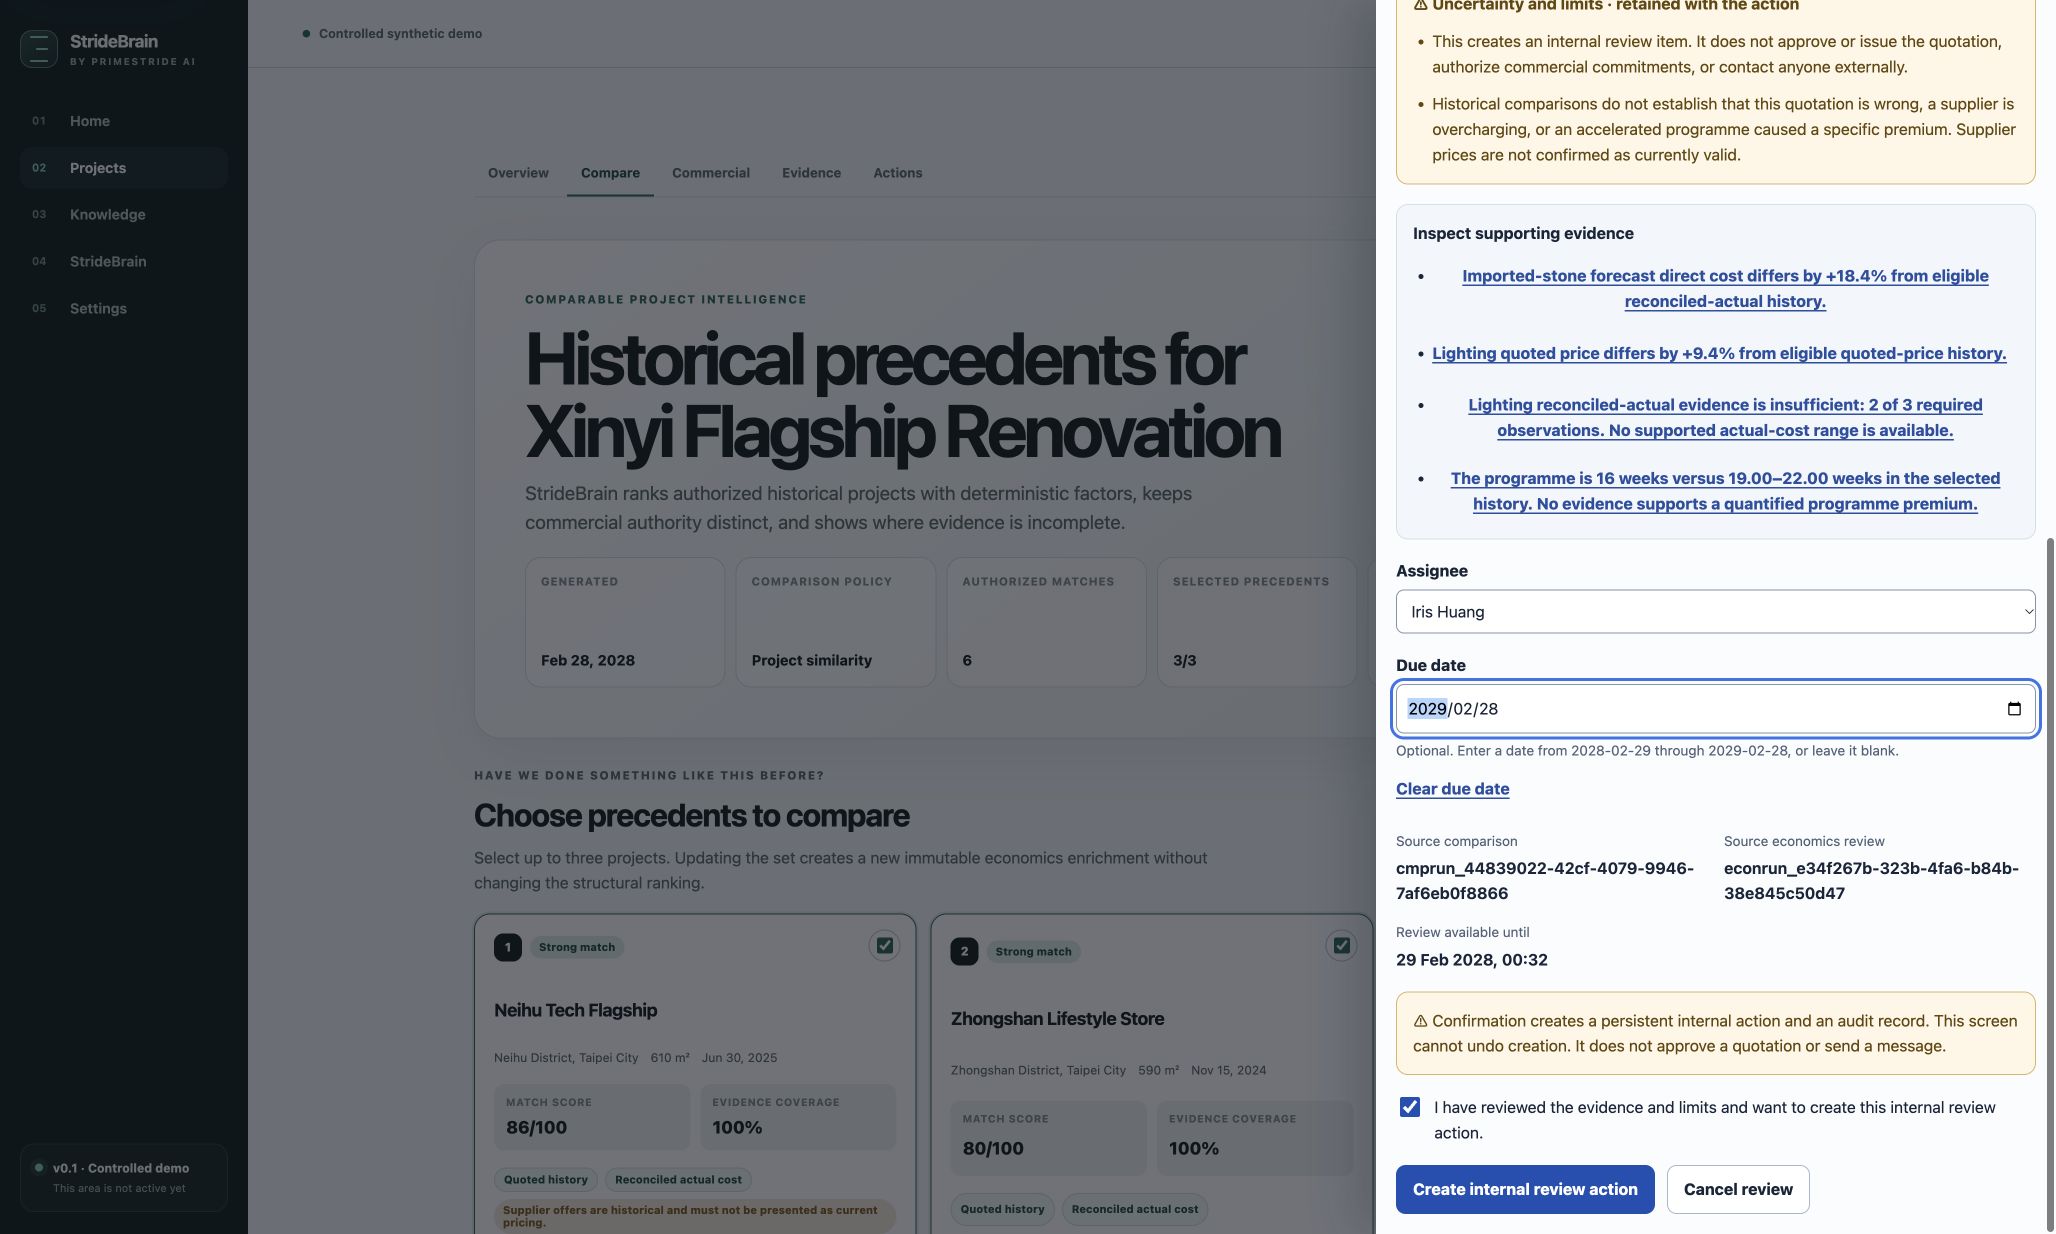 StrideBrain
BY PRIMESTRIDE AI
01 Home
02 Projects
03 Knowledge
04 StrideBrain
05 Settings
v0.1 · Controlled demo
This area is not active yet
Controlled synthetic demo
Overview Compare Commercial Evidence Actions
COMPARABLE PROJECT INTELLIGENCE
Historical precedents for
Xinyi Flagship Renovation
StrideBrain ranks authorized historical projects with deterministic factors, keeps
commercial authority distinct, and shows where evidence is incomplete.
GENERATED
Feb 28, 2028
COMPARISON POLICY
Project similarity
AUTHORIZED MATCHES
6
SELECTED PRECEDENTS
3/3
HAVE WE DONE SOMETHING LIKE THIS BEFORE?
Choose precedents to compare
Select up to three projects. Updating the set creates a new immutable economics enrichment without
changing the structural ranking.
1 Strong match
Neihu Tech Flagship
Neihu District, Taipei City 610 m² Jun 30, 2025
MATCH SCORE
86/100
EVIDENCE COVERAGE
100%
Quoted history Reconciled actual cost
Supplier offers are historical and must not be presented as current
pricing.
2 Strong match
Zhongshan Lifestyle Store
Zhongshan District, Taipei City 590 m² Nov 15, 2024
MATCH SCORE
80/100
EVIDENCE COVERAGE
100%
Quoted history Reconciled actual cost
⚠ Uncertainty and limits · retained with the action
• This creates an internal review item. It does not approve or issue the quotation,
authorize commercial commitments, or contact anyone externally.
• Historical comparisons do not establish that this quotation is wrong, a supplier is
overcharging, or an accelerated programme caused a specific premium. Supplier
prices are not confirmed as currently valid.
Inspect supporting evidence
• Imported-stone forecast direct cost differs by +18.4% from eligible
reconciled-actual history.
• Lighting quoted price differs by +9.4% from eligible quoted-price history.
• Lighting reconciled-actual evidence is insufficient: 2 of 3 required
observations. No supported actual-cost range is available.
• The programme is 16 weeks versus 19.00–22.00 weeks in the selected
history. No evidence supports a quantified programme premium.
Assignee
Iris Huang
Due date
2029/02/28
Optional. Enter a date from 2028-02-29 through 2029-02-28, or leave it blank.
Clear due date
Source comparison
cmprun_44839022-42cf-4079-9946-
7af6eb0f8866
Source economics review
econrun_e34f267b-323b-4fa6-b84b-
38e845c50d47
Review available until
29 Feb 2028, 00:32
⚠ Confirmation creates a persistent internal action and an audit record. This screen
cannot undo creation. It does not approve a quotation or send a message.
I have reviewed the evidence and limits and want to create this internal review
action.
Create internal review action
Cancel review